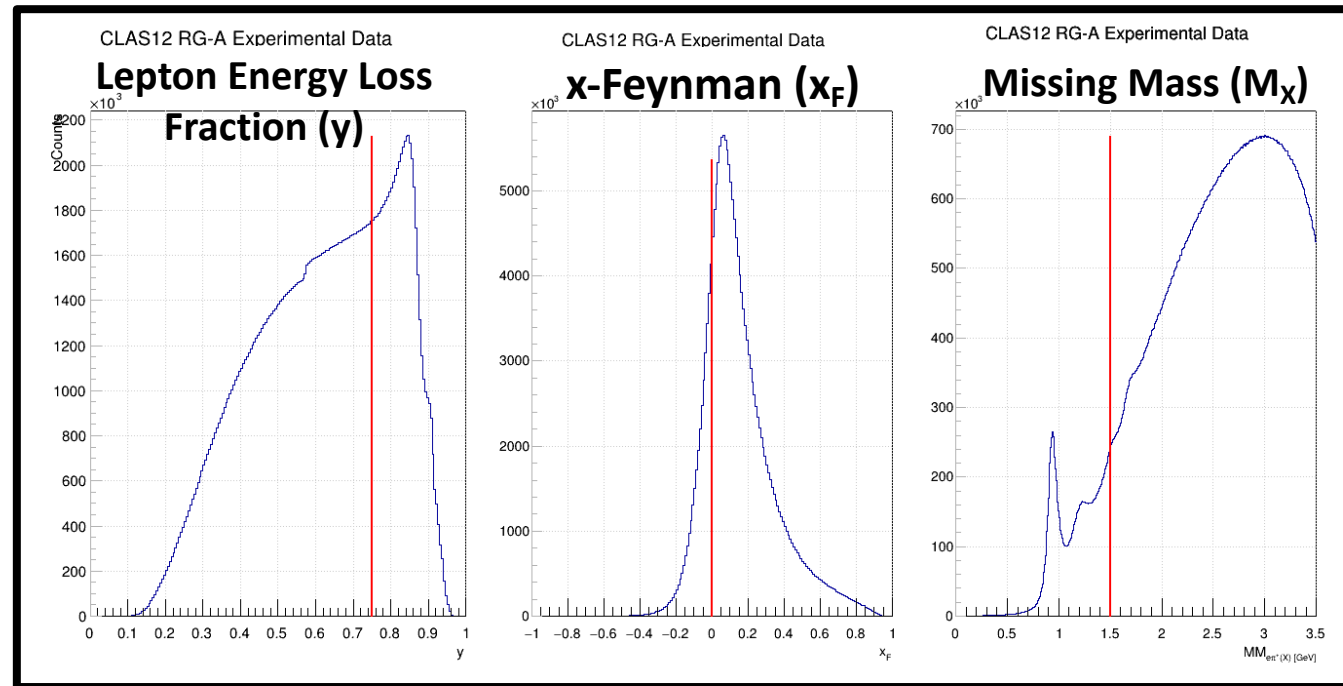 CLAS12 RG-A Experimental Data
Lepton Energy Loss
Fraction (y)
×10³
Counts
2200
2000
1800
1600
1400
1200
1000
800
600
400
200
0
0 0.1 0.2 0.3 0.4 0.5 0.6 0.7 0.8 0.9 1
y
CLAS12 RG-A Experimental Data
x-Feynman (x_F)
×10³
5000
4000
3000
2000
1000
0
-1 -0.8 -0.6 -0.4 -0.2 0 0.2 0.4 0.6 0.8 1
x_F
CLAS12 RG-A Experimental Data
Missing Mass (M_X)
×10³
700
600
500
400
300
200
100
0
0 0.5 1 1.5 2 2.5 3 3.5
MM_eπ⁺(X) [GeV]